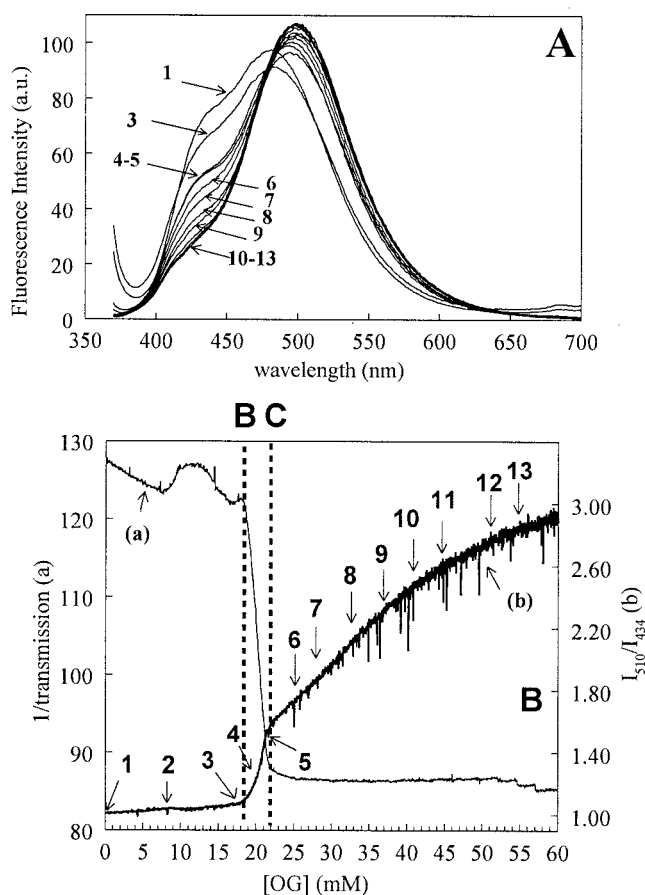 A
100
80
60
40
20
0
Fluorescence Intensity (a.u.)
1
3
4-5
6
7
8
9
10-13
350 400 450 500 550 600 650 700
wavelength (nm)
B C
130
120
110
100
90
80
1/transmission (a)
(a)
(b)
1 2 3 4 5 6 7 8 9 10 11 12 13
B
3.00
2.60
2.20
1.80
1.40
1.00
I510/I434 (b)
0 5 10 15 20 25 30 35 40 45 50 55 60
[OG] (mM)